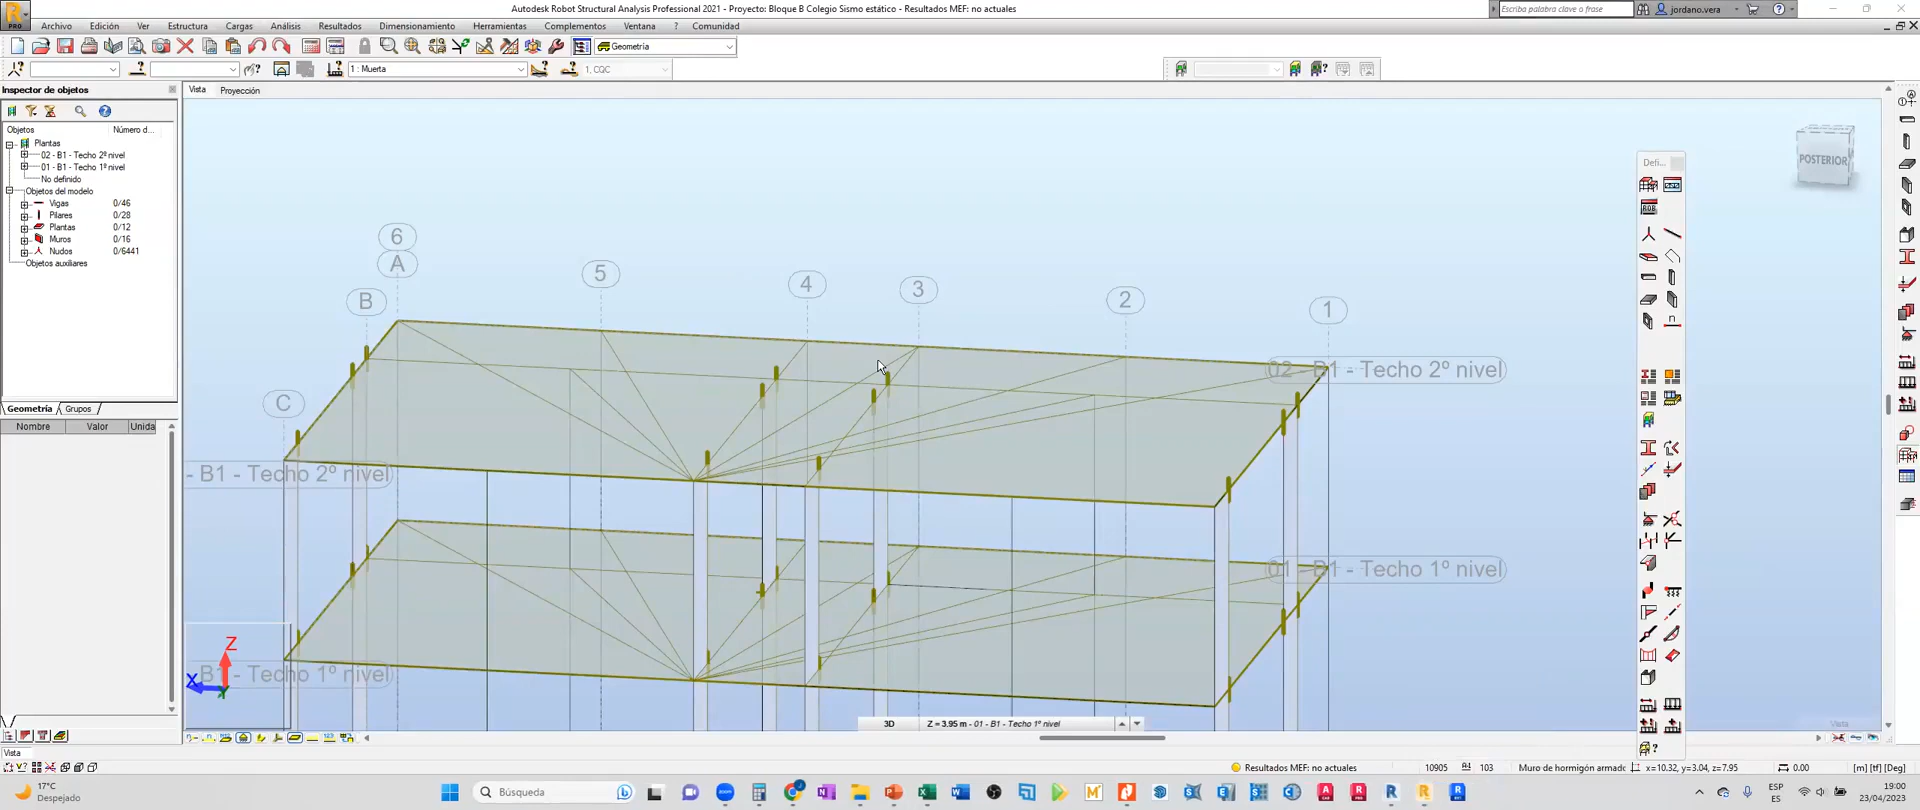 Autodesk Robot Structural Analysis Professional 2021 - Proyecto: Bloque B Colegio Sismo estático - Resultados MEF: no actuales
Escriba palabra clave o frase
jordano.vera
PRO
Archivo Edición Ver Estructura Cargas Análisis Resultados Dimensionamiento Herramientas Complementos Ventana Comunidad
Geometría
1 : Muerta
1, CQC
Inspector de objetos
Vista Proyección
Objetos Número d...
Plantas
02 - B1 - Techo 2º nivel
01 - B1 - Techo 1º nivel
No definido
Objetos del modelo
Vigas 0/46
Pilares 0/28
Plantas 0/12
Muros 0/16
Nudos 0/6441
Objetos auxiliares
Geometría Grupos
Nombre Valor Unida
POSTERIOR
Defi...
6
A
B
5
4
3
2
1
C
02 - B1 - Techo 2º nivel
- B1 - Techo 2º nivel
01 - B1 - Techo 1º nivel
B1 - Techo 1º nivel
Z
X
Y
3D Z = 3.95 m - 01 - B1 - Techo 1º nivel
Vista
Vista
Resultados MEF: no actuales 10905 103 Muro de hormigón armado x=10.32, y=3.04, z=7.95 0.00 [m] [tf] [Deg]
17°C
Despejado
Búsqueda
ESP
ES
19:00
23/04/2023